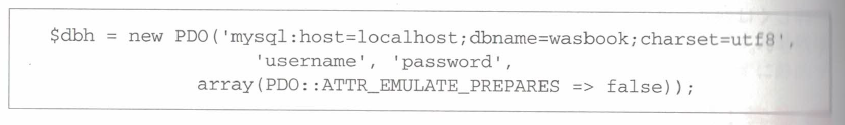 $dbh = new PDO('mysql:host=localhost;dbname=wasbook;charset=utf8',
'username', 'password',
array(PDO::ATTR_EMULATE_PREPARES => false));